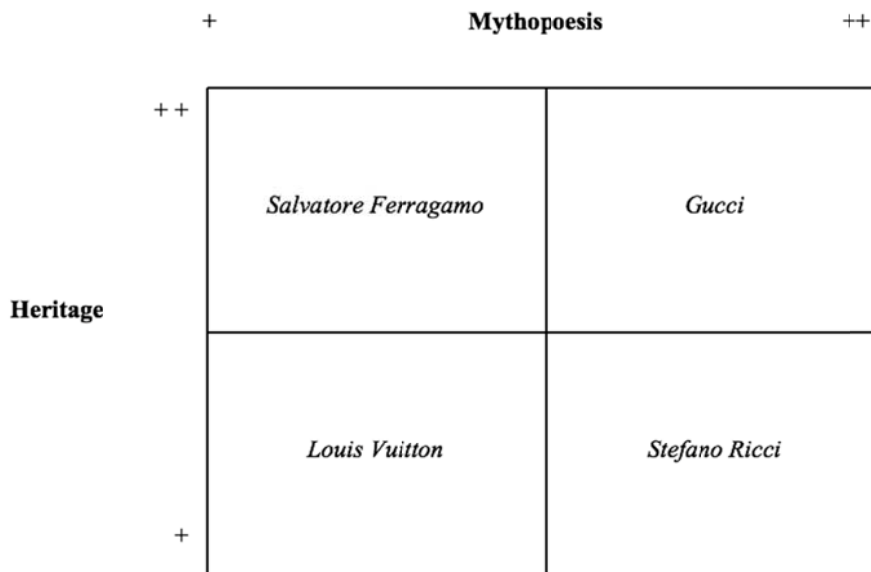 + Mythopoesis ++
++
Salvatore Ferragamo Gucci
Heritage
Louis Vuitton Stefano Ricci
+